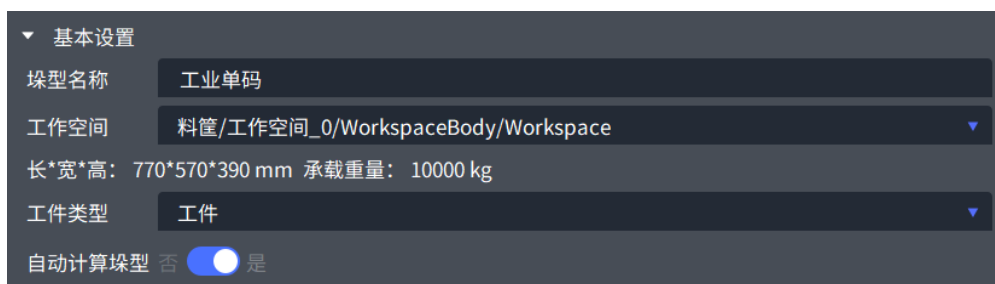 基本设置
垛型名称 工业单码
工作空间 料筐/工作空间_0/WorkspaceBody/Workspace
长*宽*高: 770*570*390 mm 承载重量: 10000 kg
工件类型 工件
自动计算垛型 否 是